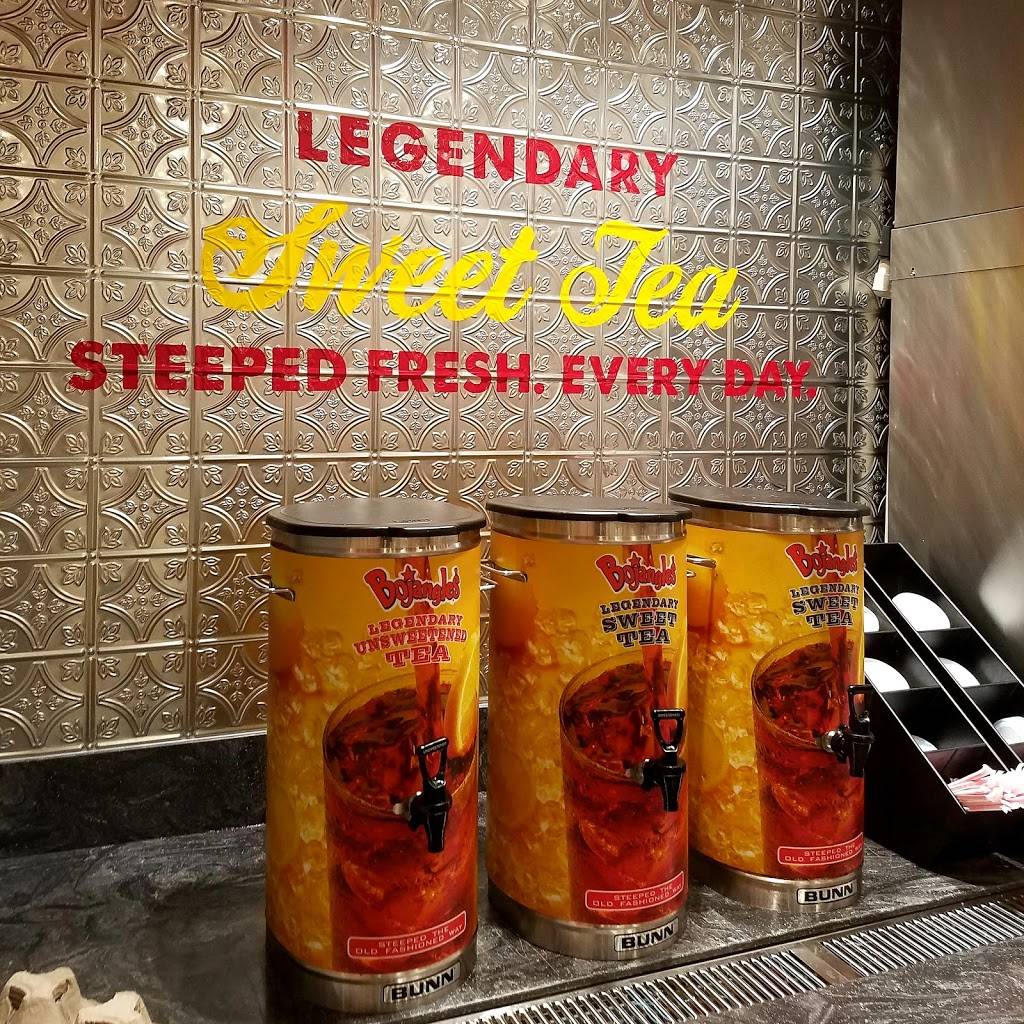 LEGENDARY
Sweet Tea
STEEPED FRESH. EVERY DAY.
Bojangles'
LEGENDARY
UNSWEETENED
TEA
STEEPED THE
OLD FASHIONED WAY
BUNN
Bojangles'
LEGENDARY
SWEET
TEA
STEEPED THE
OLD FASHIONED WAY
BUNN
Bojangles'
LEGENDARY
SWEET
TEA
STEEPED THE
OLD FASHIONED WAY
BUNN